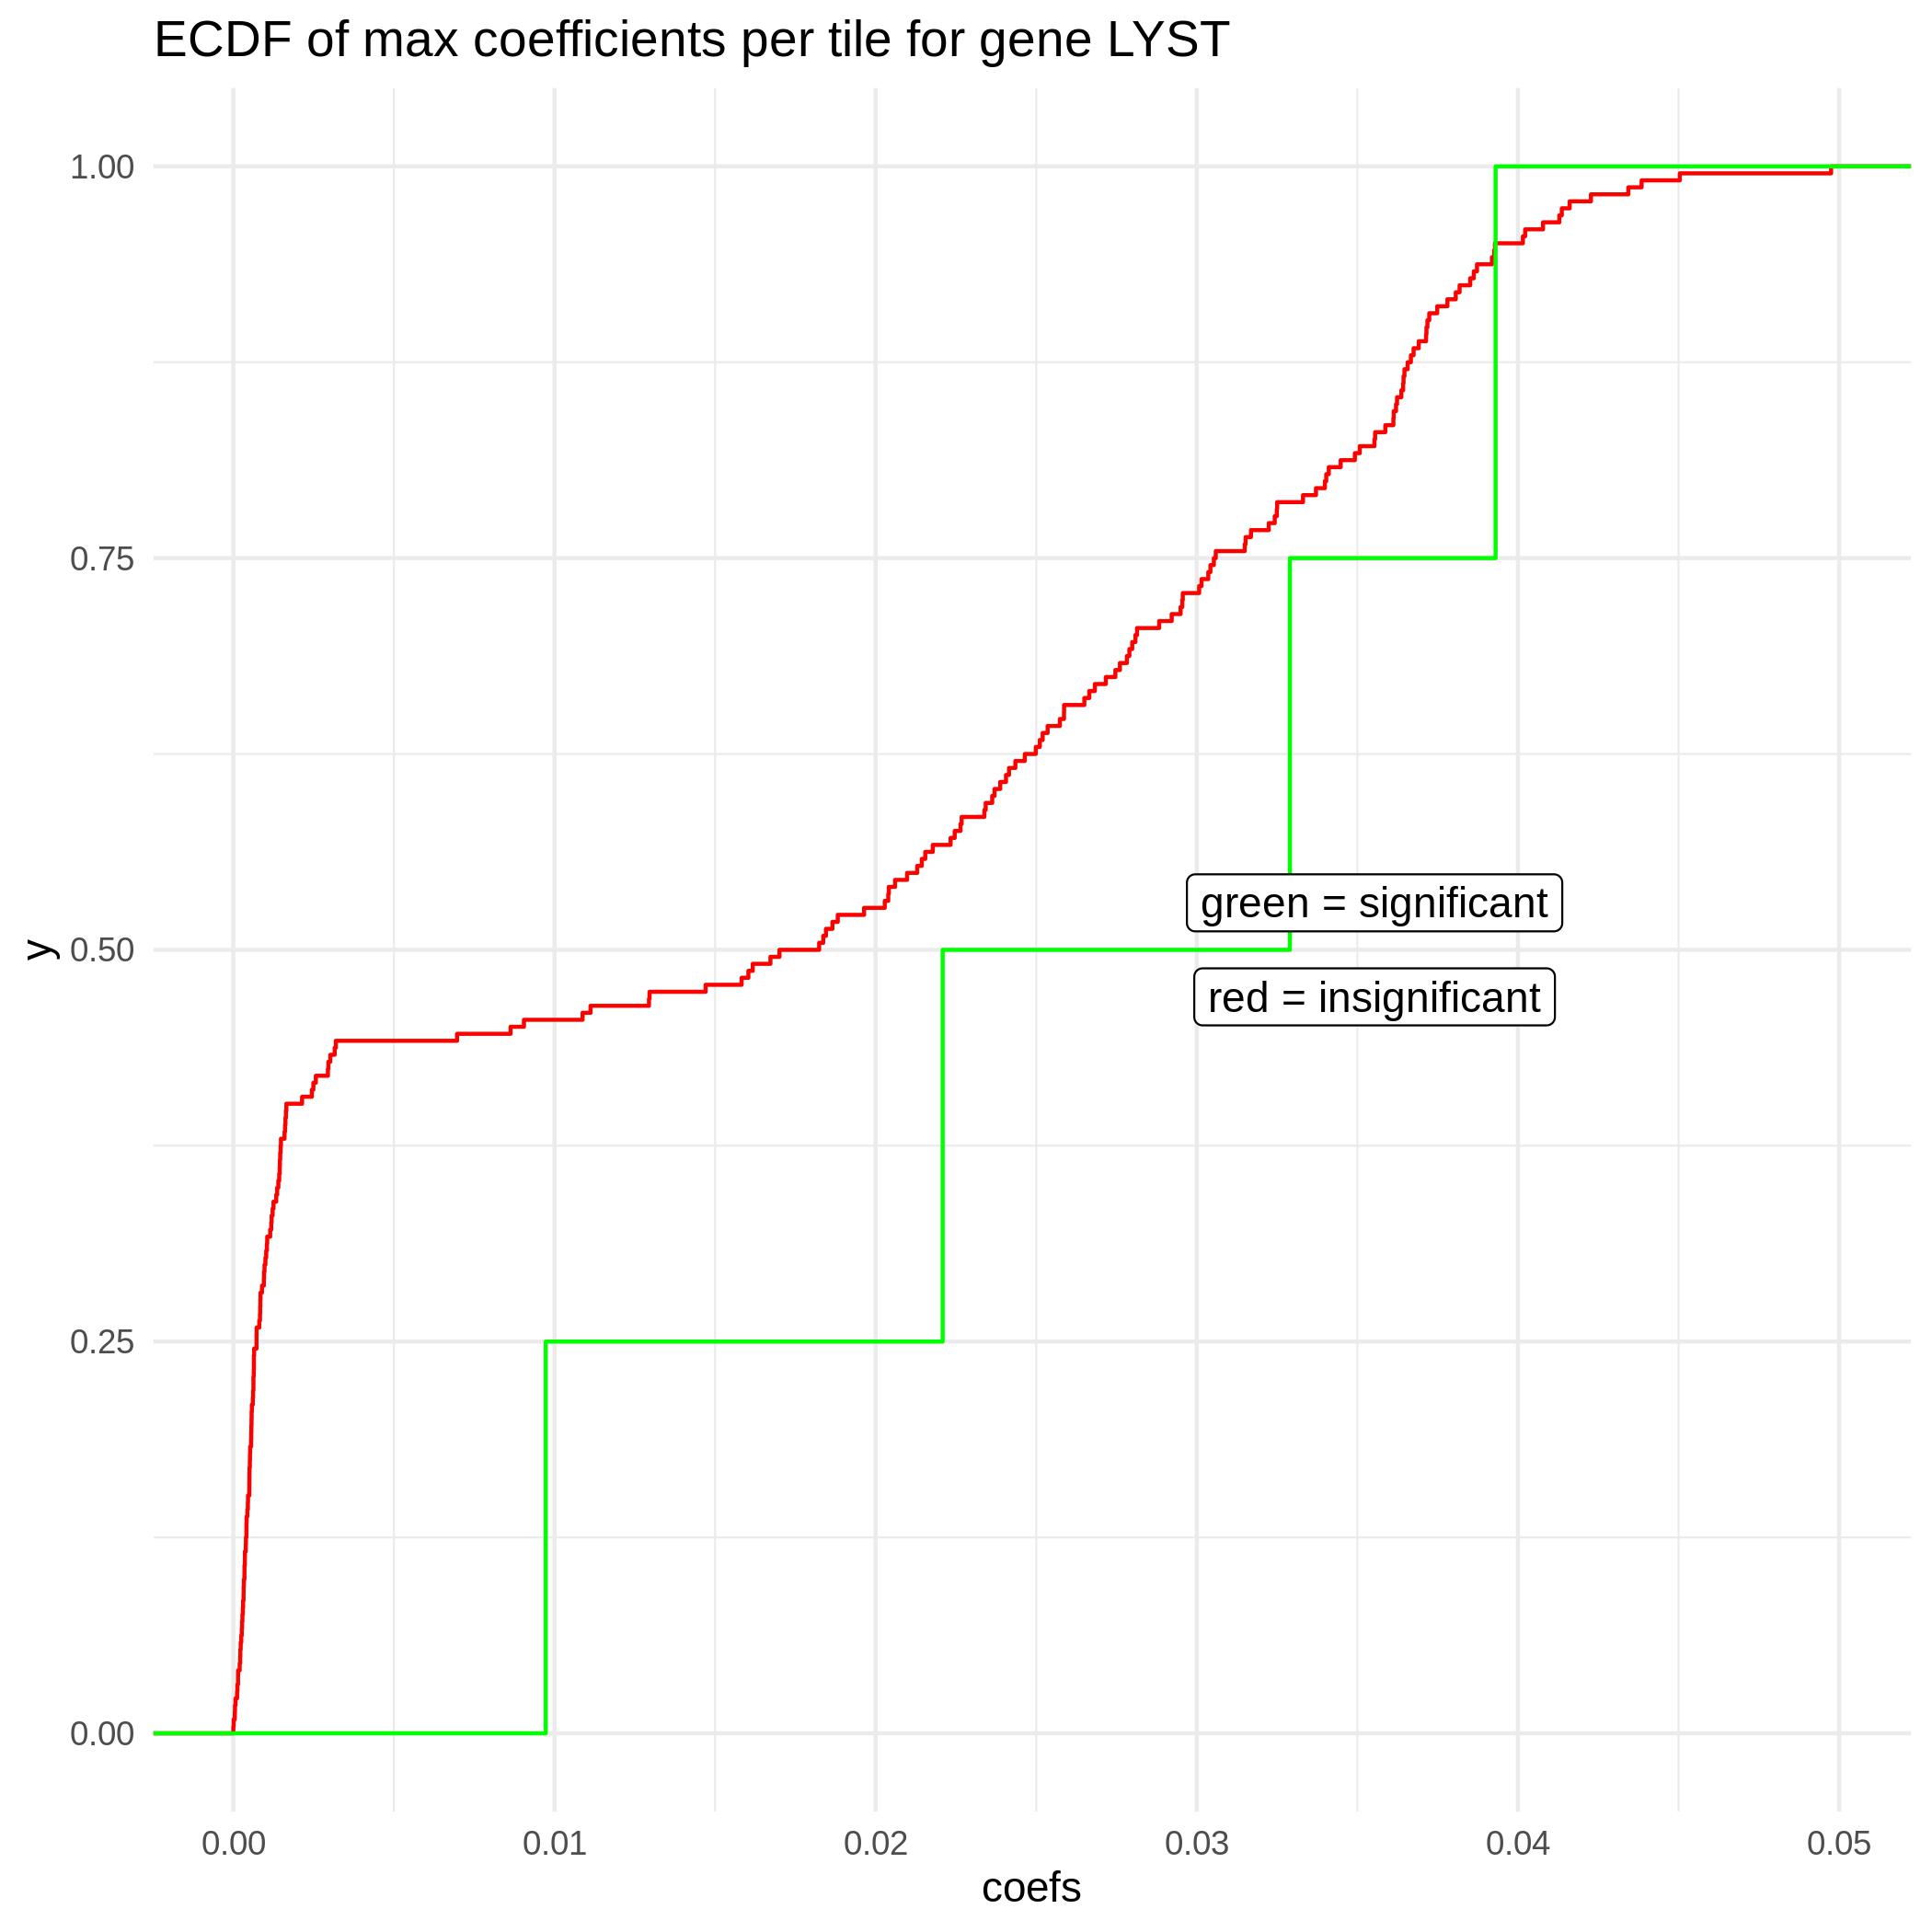 ECDF of max coefficients per tile for gene LYST
y
1.00
0.75
0.50
0.25
0.00
green = significant
red = insignificant
0.00 0.01 0.02 0.03 0.04 0.05
coefs